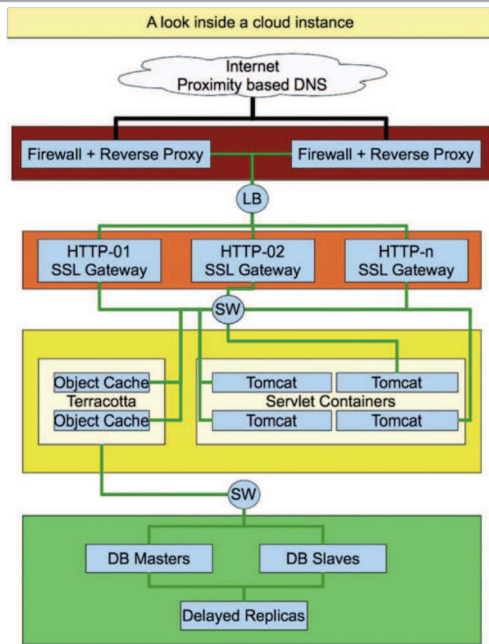 A look inside a cloud instance
Internet
Proximity based DNS
Firewall + Reverse Proxy
Firewall + Reverse Proxy
LB
HTTP-01
SSL Gateway
HTTP-02
SSL Gateway
HTTP-n
SSL Gateway
SW
Object Cache
Terracotta
Object Cache
Tomcat
Tomcat
Servlet Containers
Tomcat
Tomcat
SW
DB Masters
DB Slaves
Delayed Replicas